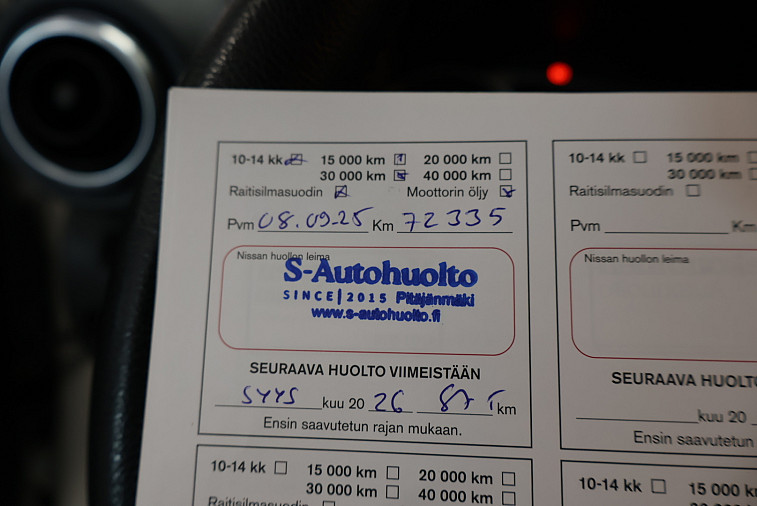 10-14 kk 15 000 km 20 000 km
30 000 km 40 000 km
Raitisilmasuodin Moottorin öljy
Pvm 08.09-25 Km 72335
Nissan huollon leima
S-Autohuolto
SINCE|2015 Pitäjänmäki
www.s-autohuolto.fi
SEURAAVA HUOLTO VIIMEISTÄÄN
SYYS kuu 20 26 87 T km
Ensin saavutetun rajan mukaan.
10-14 kk 15 000 km 20 000 km
30 000 km 40 000 km
Raitisilmasuodin
10-14 kk 15 000 km
30 000 km
Raitisilmasuodin
Pvm Km
Nissan huollon leima
SEURAAVA HUOLT
kuu 20
Ensin saavutetun
10-14 kk 15 000 k
30 00